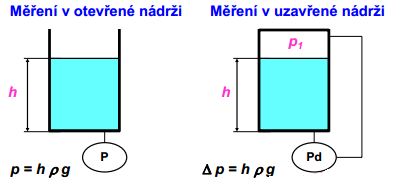 Měření v otevřené nádrži
h
P
p = h ρ g
Měření v uzavřené nádrži
p1
h
Pd
Δ p = h ρ g